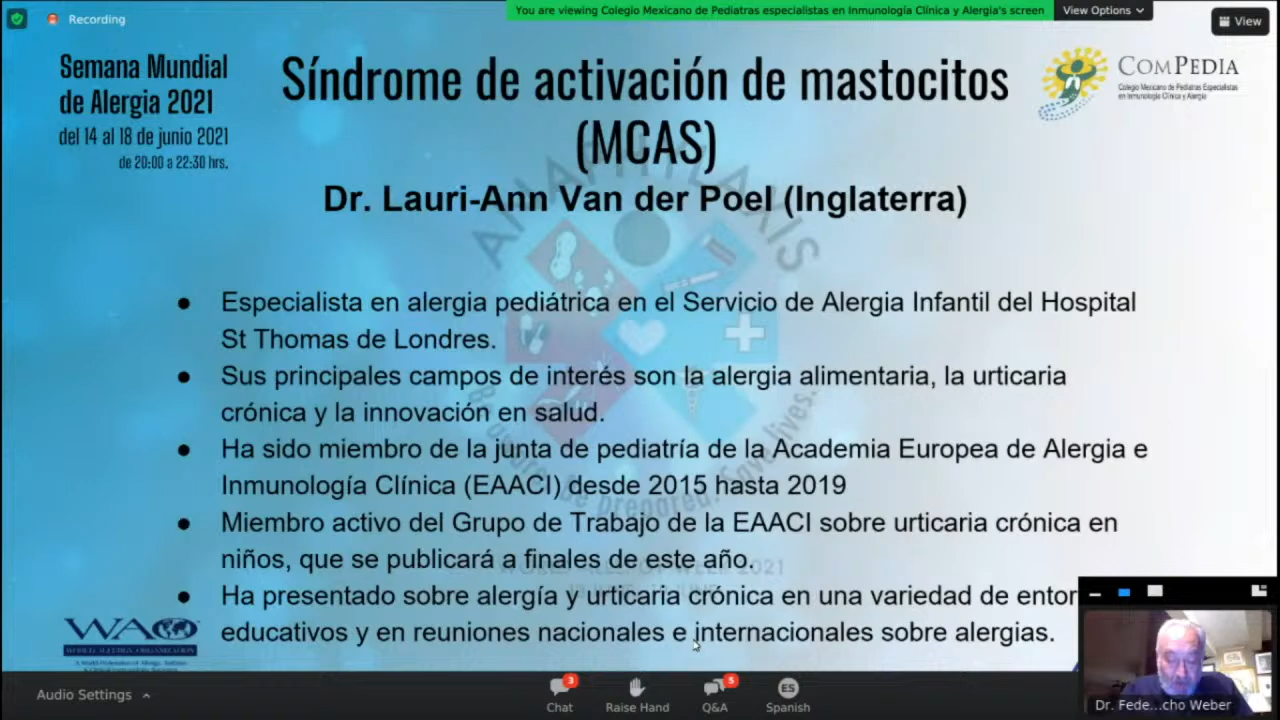 You are viewing Colegio Mexicano de Pediatras especialistas en Inmunología Clínica y Alergia's screen
View Options
Recording
View
Semana Mundial
de Alergia 2021
del 14 al 18 de junio 2021
de 20:00 a 22:30 hrs.
Síndrome de activación de mastocitos
(MCAS)
COMPEDIA
Colegio Mexicano de Pediatras Especialistas
en Inmunología Clínica y Alergia
Dr. Lauri-Ann Van der Poel (Inglaterra)
ANAPHYLAXIS
● Especialista en alergia pediátrica en el Servicio de Alergia Infantil del Hospital
St Thomas de Londres.
● Sus principales campos de interés son la alergia alimentaria, la urticaria
crónica y la innovación en salud.
● Ha sido miembro de la junta de pediatría de la Academia Europea de Alergia e
Inmunología Clínica (EAACI) desde 2015 hasta 2019
● Miembro activo del Grupo de Trabajo de la EAACI sobre urticaria crónica en
niños, que se publicará a finales de este año.
● Ha presentado sobre alergía y urticaria crónica en una variedad de entor
educativos y en reuniones nacionales e internacionales sobre alergias.
Be aware. Be prepared. Save lives.
WAO
WORLD ALLERGY ORGANIZATION
Dr. Fede...cho Weber
Audio Settings
3
Chat
Raise Hand
5
Q&A
ES
Spanish